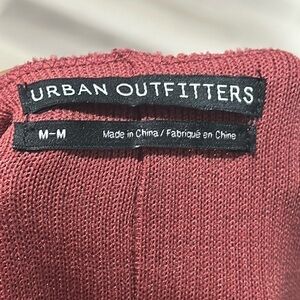 URBAN OUTFITTERS
M-M Made in China / Fabriqué en Chine